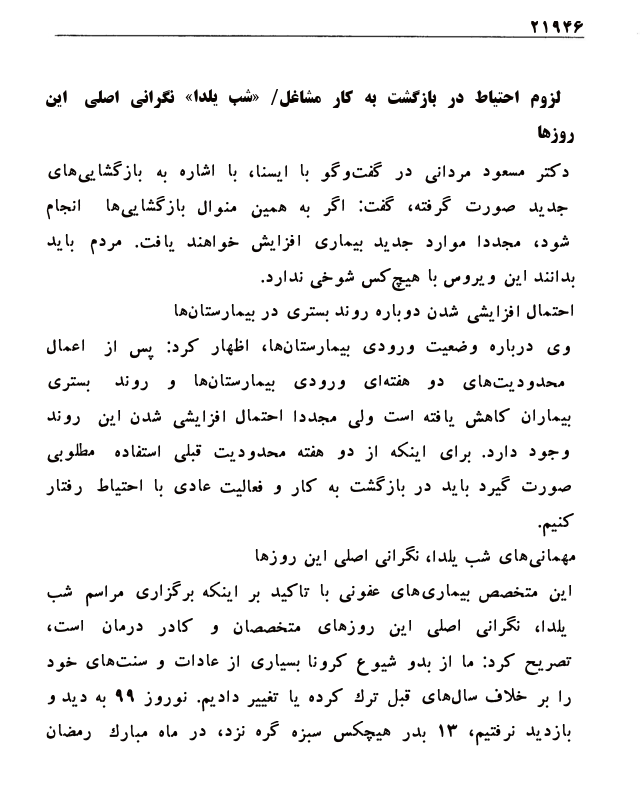 ۲۱۹۴۶
لزوم احتیاط در بازگشت به کار مشاغل/ «شب یلدا» نگرانی اصلی این
روزها
دکتر مسعود مردانی در گفت‌وگو با ایسنا، با اشاره به بازگشایی‌های
جدید صورت گرفته، گفت: اگر به همین منوال بازگشایی‌ها انجام
شود، مجددا موارد جدید بیماری افزایش خواهند یافت. مردم باید
بدانند این ویروس با هیچ‌کس شوخی ندارد.
احتمال افزایشی شدن دوباره روند بستری در بیمارستان‌ها
وی درباره وضعیت ورودی بیمارستان‌ها، اظهار کرد: پس از اعمال
محدودیت‌های دو هفته‌ای ورودی بیمارستان‌ها و روند بستری
بیماران کاهش یافته است ولی مجددا احتمال افزایشی شدن این روند
وجود دارد. برای اینکه از دو هفته محدودیت قبلی استفاده مطلوبی
صورت گیرد باید در بازگشت به کار و فعالیت عادی با احتیاط رفتار
کنیم.
مهمانی‌های شب یلدا، نگرانی اصلی این روزها
این متخصص بیماری‌های عفونی با تاکید بر اینکه برگزاری مراسم شب
یلدا، نگرانی اصلی این روزهای متخصصان و کادر درمان است،
تصریح کرد: ما از بدو شیوع کرونا بسیاری از عادات و سنت‌های خود
را بر خلاف سال‌های قبل ترك کرده یا تغییر دادیم. نوروز ۹۹ به دید و
بازدید نرفتیم، ۱۳ بدر هیچکس سبزه گره نزد، در ماه مبارك رمضان